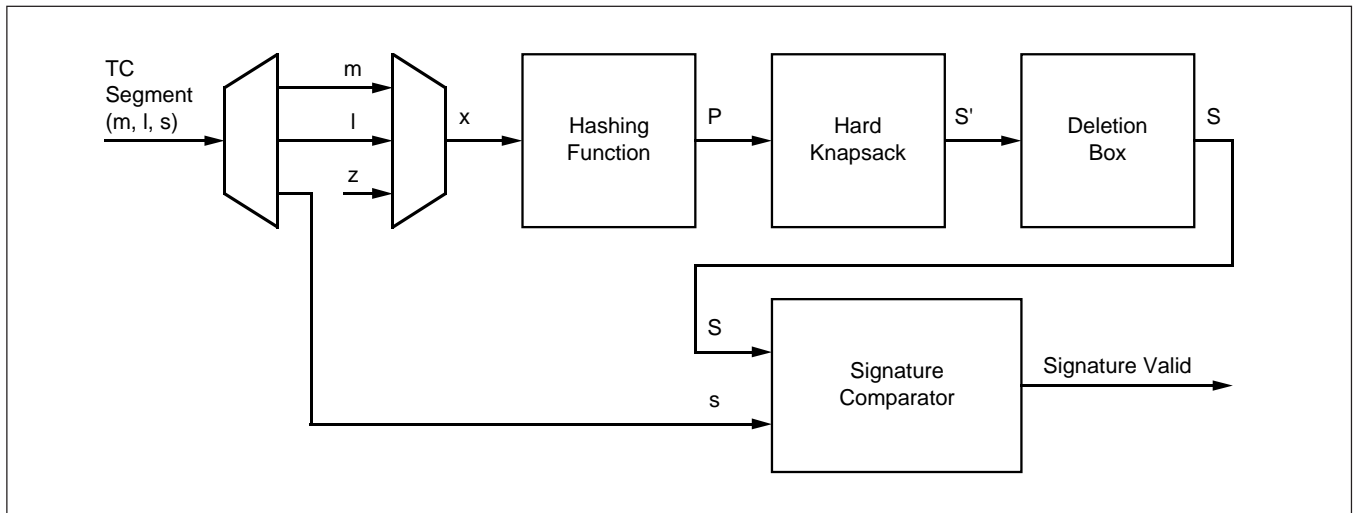 TC
Segment
(m, l, s)
m
l
z
x
Hashing
Function
P
Hard
Knapsack
S'
Deletion
Box
S
S
s
Signature
Comparator
Signature Valid